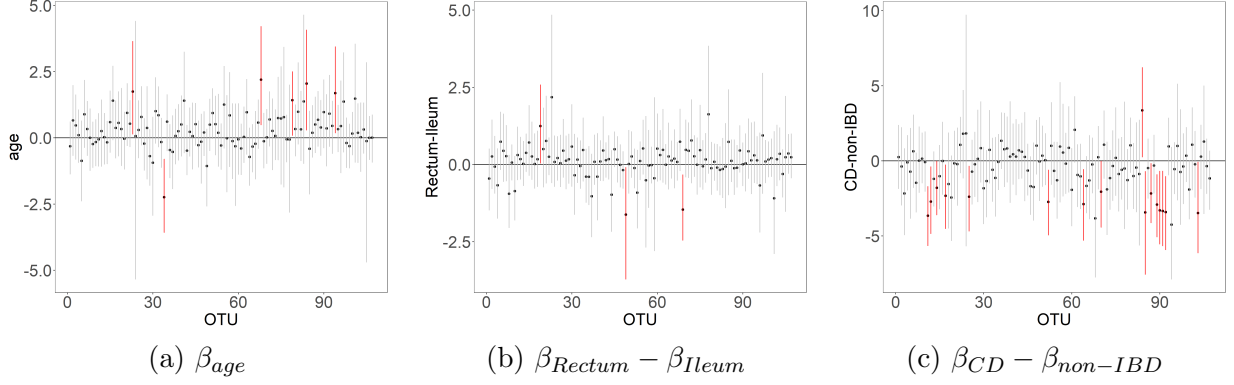 5.0
2.5
0.0
-2.5
-5.0
age
0
30
60
90
OTU
(a) β_age
5.0
2.5
0.0
-2.5
Rectum-Ileum
0
30
60
90
OTU
(b) β_Rectum − β_Ileum
10
5
0
-5
CD-non-IBD
0
30
60
90
OTU
(c) β_CD − β_non−IBD